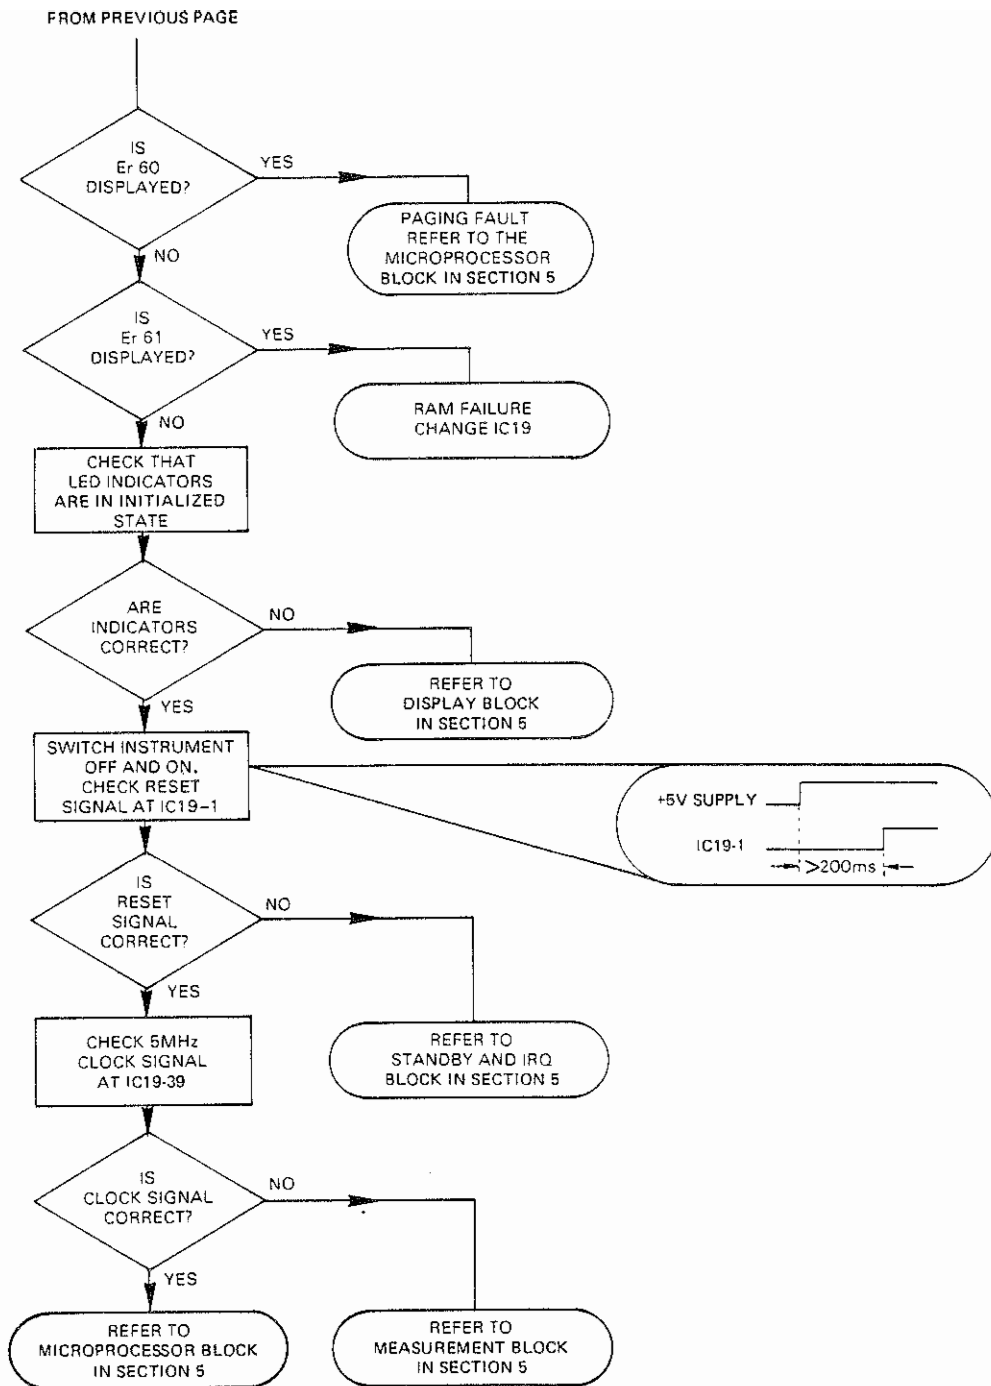 FROM PREVIOUS PAGE
IS
Er 60
DISPLAYED?
YES
PAGING FAULT
REFER TO THE
MICROPROCESSOR
BLOCK IN SECTION 5
NO
IS
Er 61
DISPLAYED?
YES
RAM FAILURE
CHANGE IC19
NO
CHECK THAT
LED INDICATORS
ARE IN INITIALIZED
STATE
ARE
INDICATORS
CORRECT?
NO
REFER TO
DISPLAY BLOCK
IN SECTION 5
YES
SWITCH INSTRUMENT
OFF AND ON.
CHECK RESET
SIGNAL AT IC19-1
+5V SUPPLY
IC19-1
>200ms
IS
RESET
SIGNAL
CORRECT?
NO
REFER TO
STANDBY AND IRQ
BLOCK IN SECTION 5
YES
CHECK 5MHz
CLOCK SIGNAL
AT IC19-39
IS
CLOCK SIGNAL
CORRECT?
NO
REFER TO
MEASUREMENT BLOCK
IN SECTION 5
YES
REFER TO
MICROPROCESSOR BLOCK
IN SECTION 5